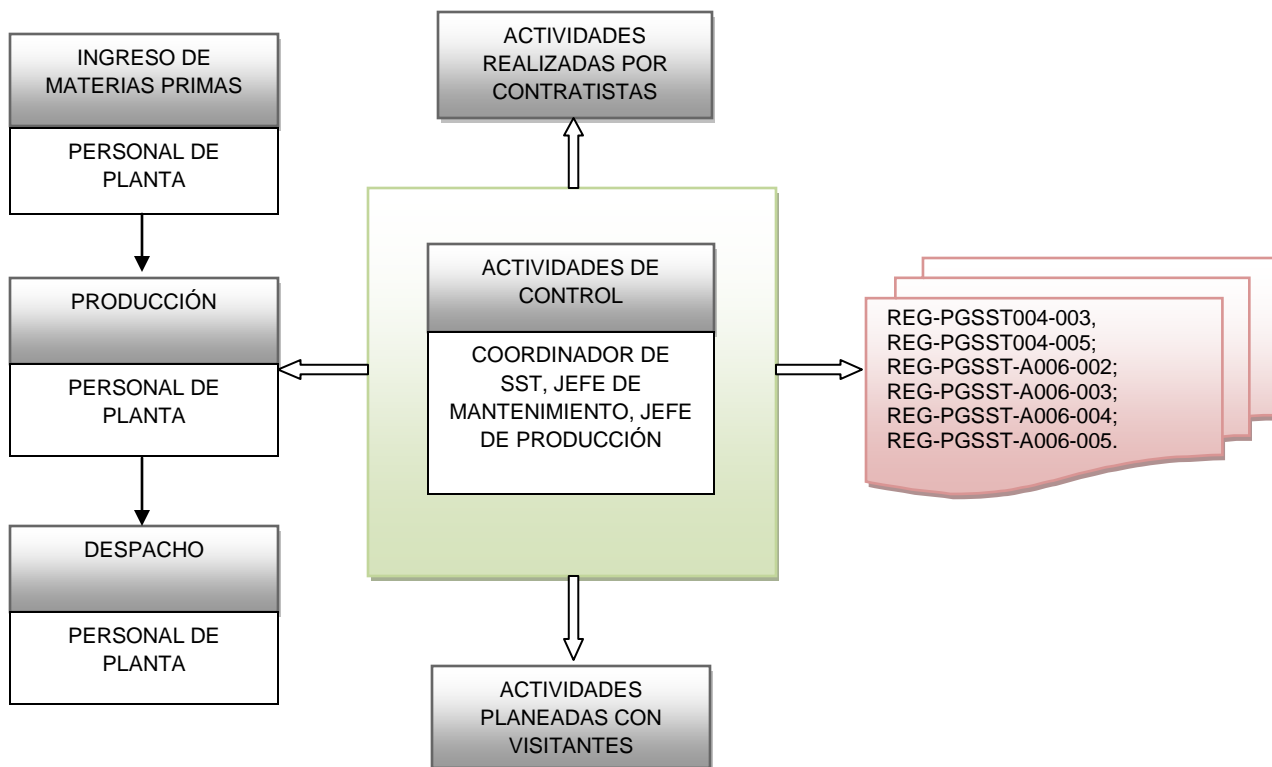 INGRESO DE
MATERIAS PRIMAS
PERSONAL DE
PLANTA
PRODUCCIÓN
PERSONAL DE
PLANTA
DESPACHO
PERSONAL DE
PLANTA
ACTIVIDADES
REALIZADAS POR
CONTRATISTAS
ACTIVIDADES DE
CONTROL
COORDINADOR DE
SST, JEFE DE
MANTENIMIENTO, JEFE
DE PRODUCCIÓN
ACTIVIDADES
PLANEADAS CON
VISITANTES
REG-PGSST004-003,
REG-PGSST004-005;
REG-PGSST-A006-002;
REG-PGSST-A006-003;
REG-PGSST-A006-004;
REG-PGSST-A006-005.